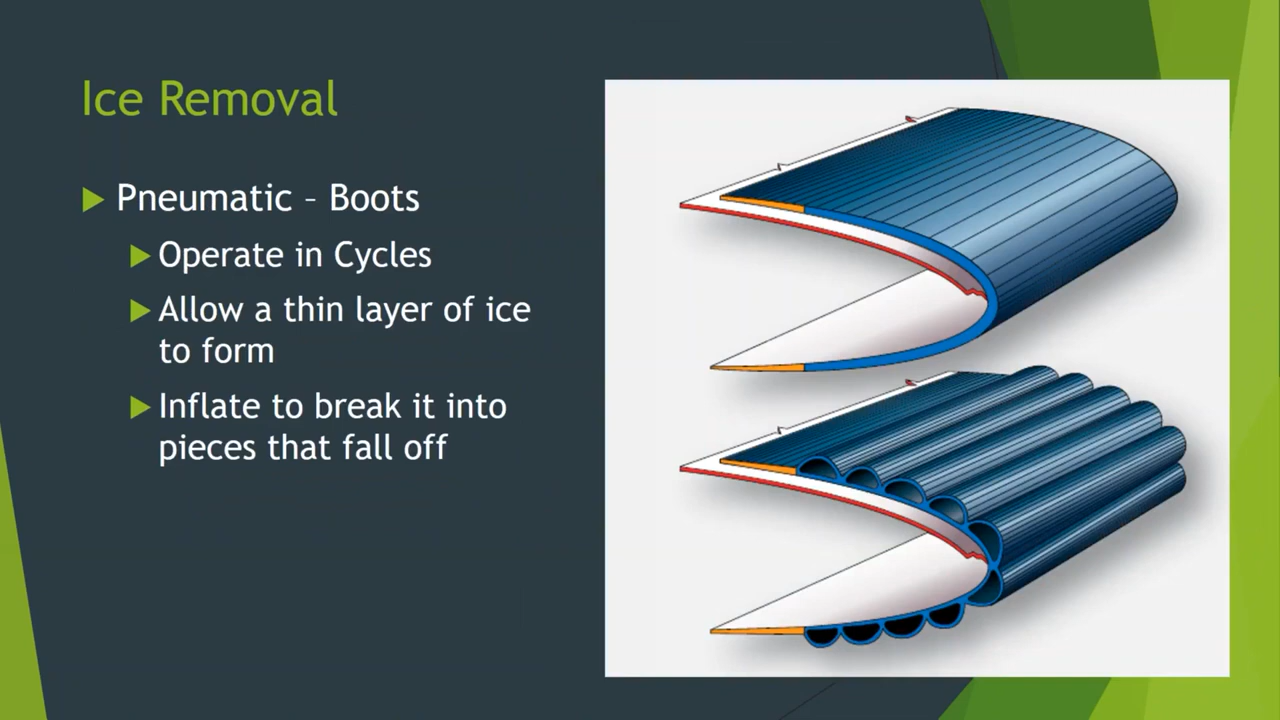 Ice Removal
Pneumatic – Boots
Operate in Cycles
Allow a thin layer of ice
to form
Inflate to break it into
pieces that fall off